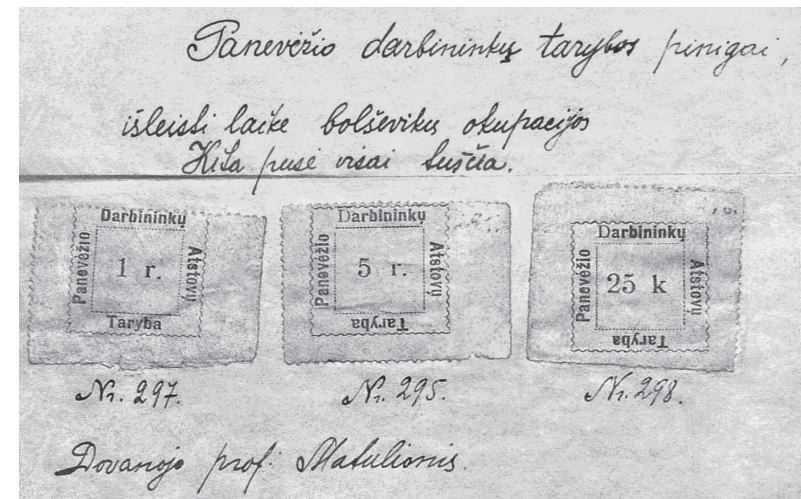 Panevėžio darbininkų tarybos pinigai,
išleisti laike bolševikų okupacijos
Kita pusė visai tuščia.
Darbininkų
Panevėžio
1 r.
Atstovų
Taryba
Darbininkų
Panevėžio
5 r.
Atstovų
Taryba
Darbininkų
Panevėžio
25 k
Atstovų
Taryba
Nr. 297. Nr. 295. Nr. 298.
Dovanojo prof. Matulionis.